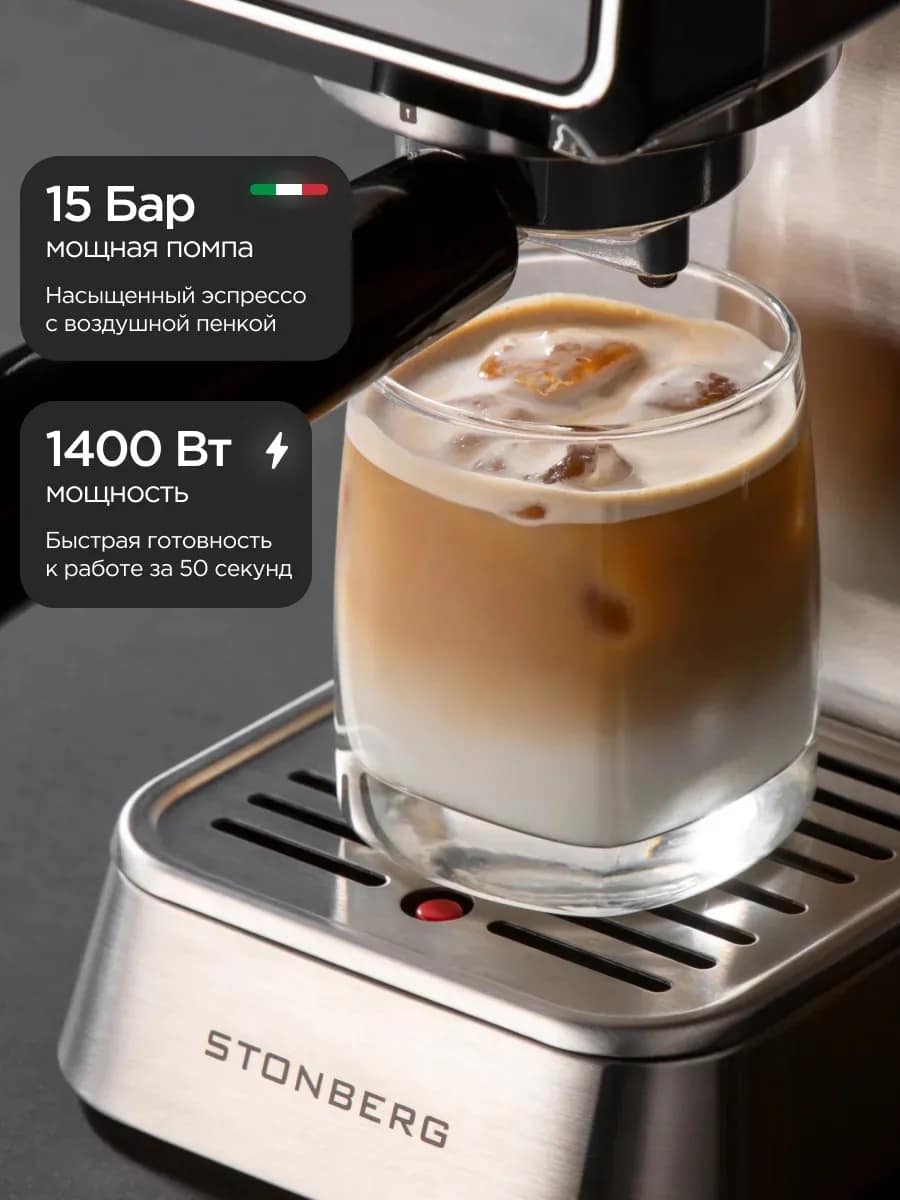 15 Бар
мощная помпа
Насыщенный эспрессо
с воздушной пенкой
1400 Вт
мощность
Быстрая готовность
к работе за 50 секунд
STONBERG